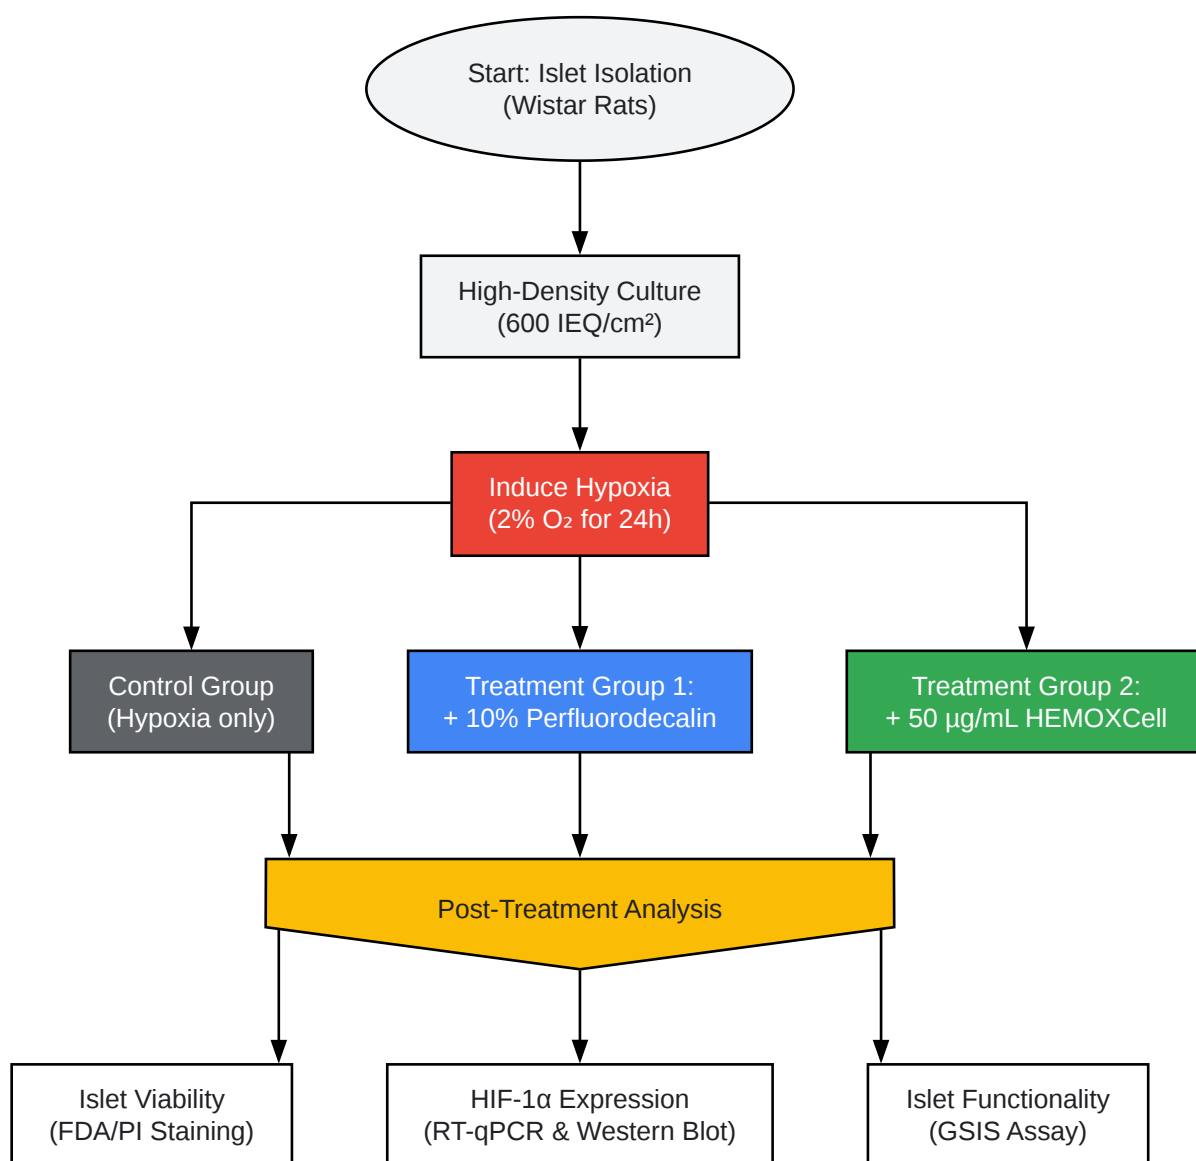 Start: Islet Isolation
(Wistar Rats)
High-Density Culture
(600 IEQ/cm²)
Induce Hypoxia
(2% O₂ for 24h)
Control Group
(Hypoxia only)
Treatment Group 1:
+ 10% Perfluorodecalin
Treatment Group 2:
+ 50 µg/mL HEMOXCell
Post-Treatment Analysis
Islet Viability
(FDA/PI Staining)
HIF-1α Expression
(RT-qPCR & Western Blot)
Islet Functionality
(GSIS Assay)